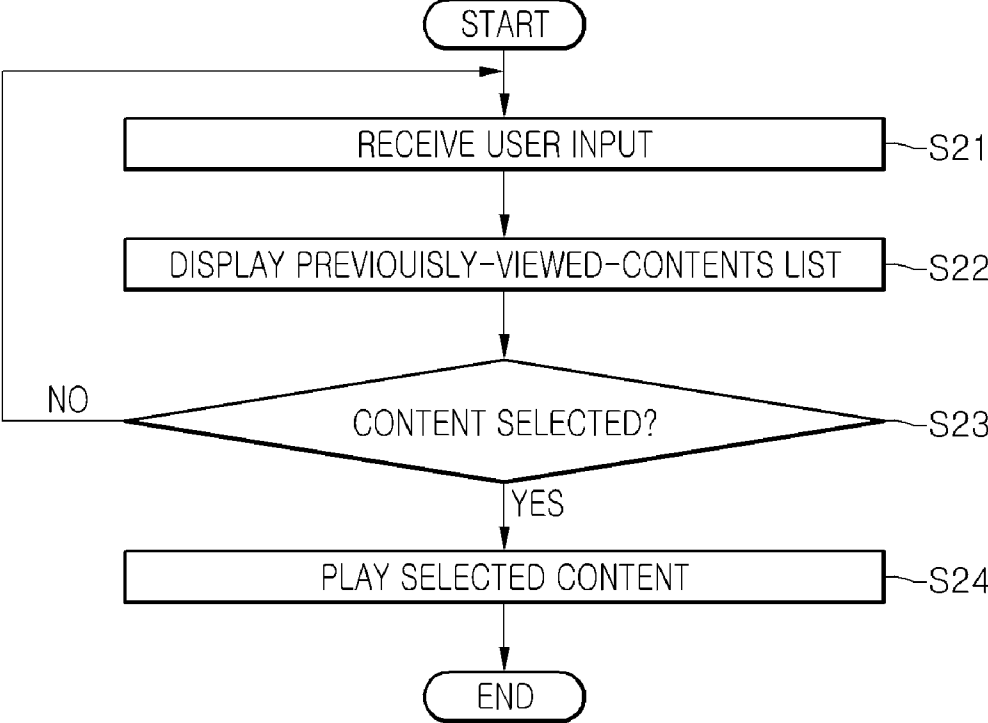 START
RECEIVE USER INPUT
S21
DISPLAY PREVIOUISLY-VIEWED-CONTENTS LIST
S22
NO
CONTENT SELECTED?
S23
YES
PLAY SELECTED CONTENT
S24
END